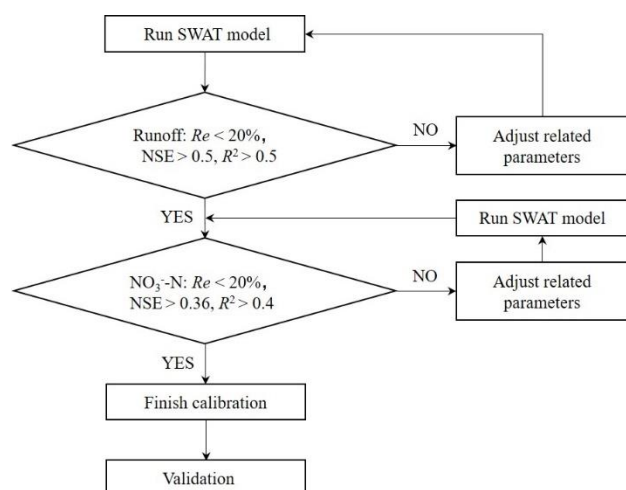 Run SWAT model
Runoff: Re < 20%，
NSE > 0.5, R² > 0.5
NO
Adjust related
parameters
YES
Run SWAT model
NO₃⁻-N: Re < 20%，
NSE > 0.36, R² > 0.4
NO
Adjust related
parameters
YES
Finish calibration
Validation